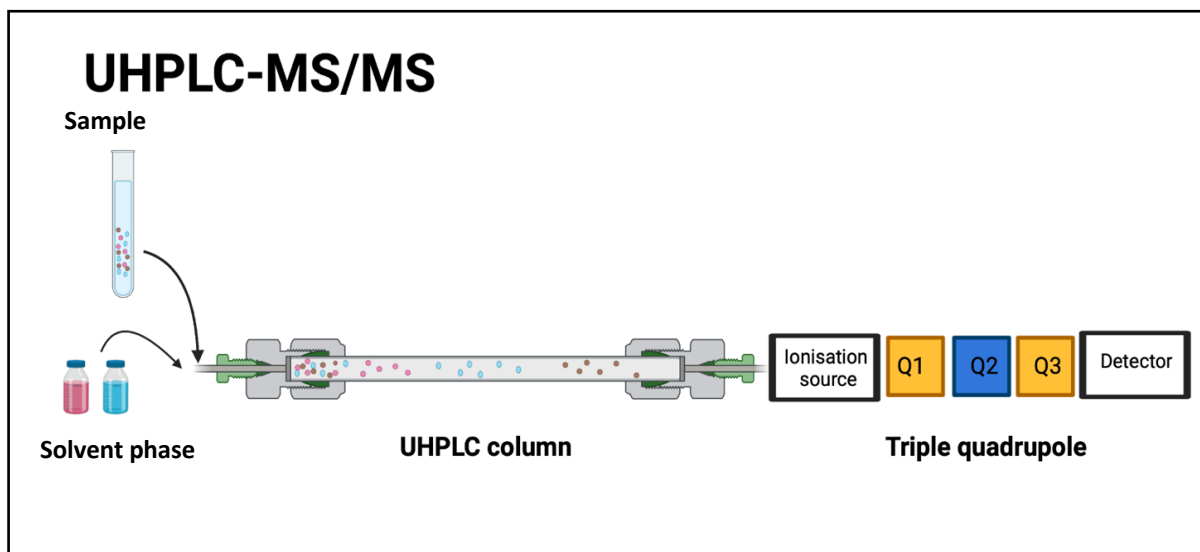 UHPLC-MS/MS
Sample
Solvent phase
UHPLC column
Ionisation
source
Q1
Q2
Q3
Detector
Triple quadrupole